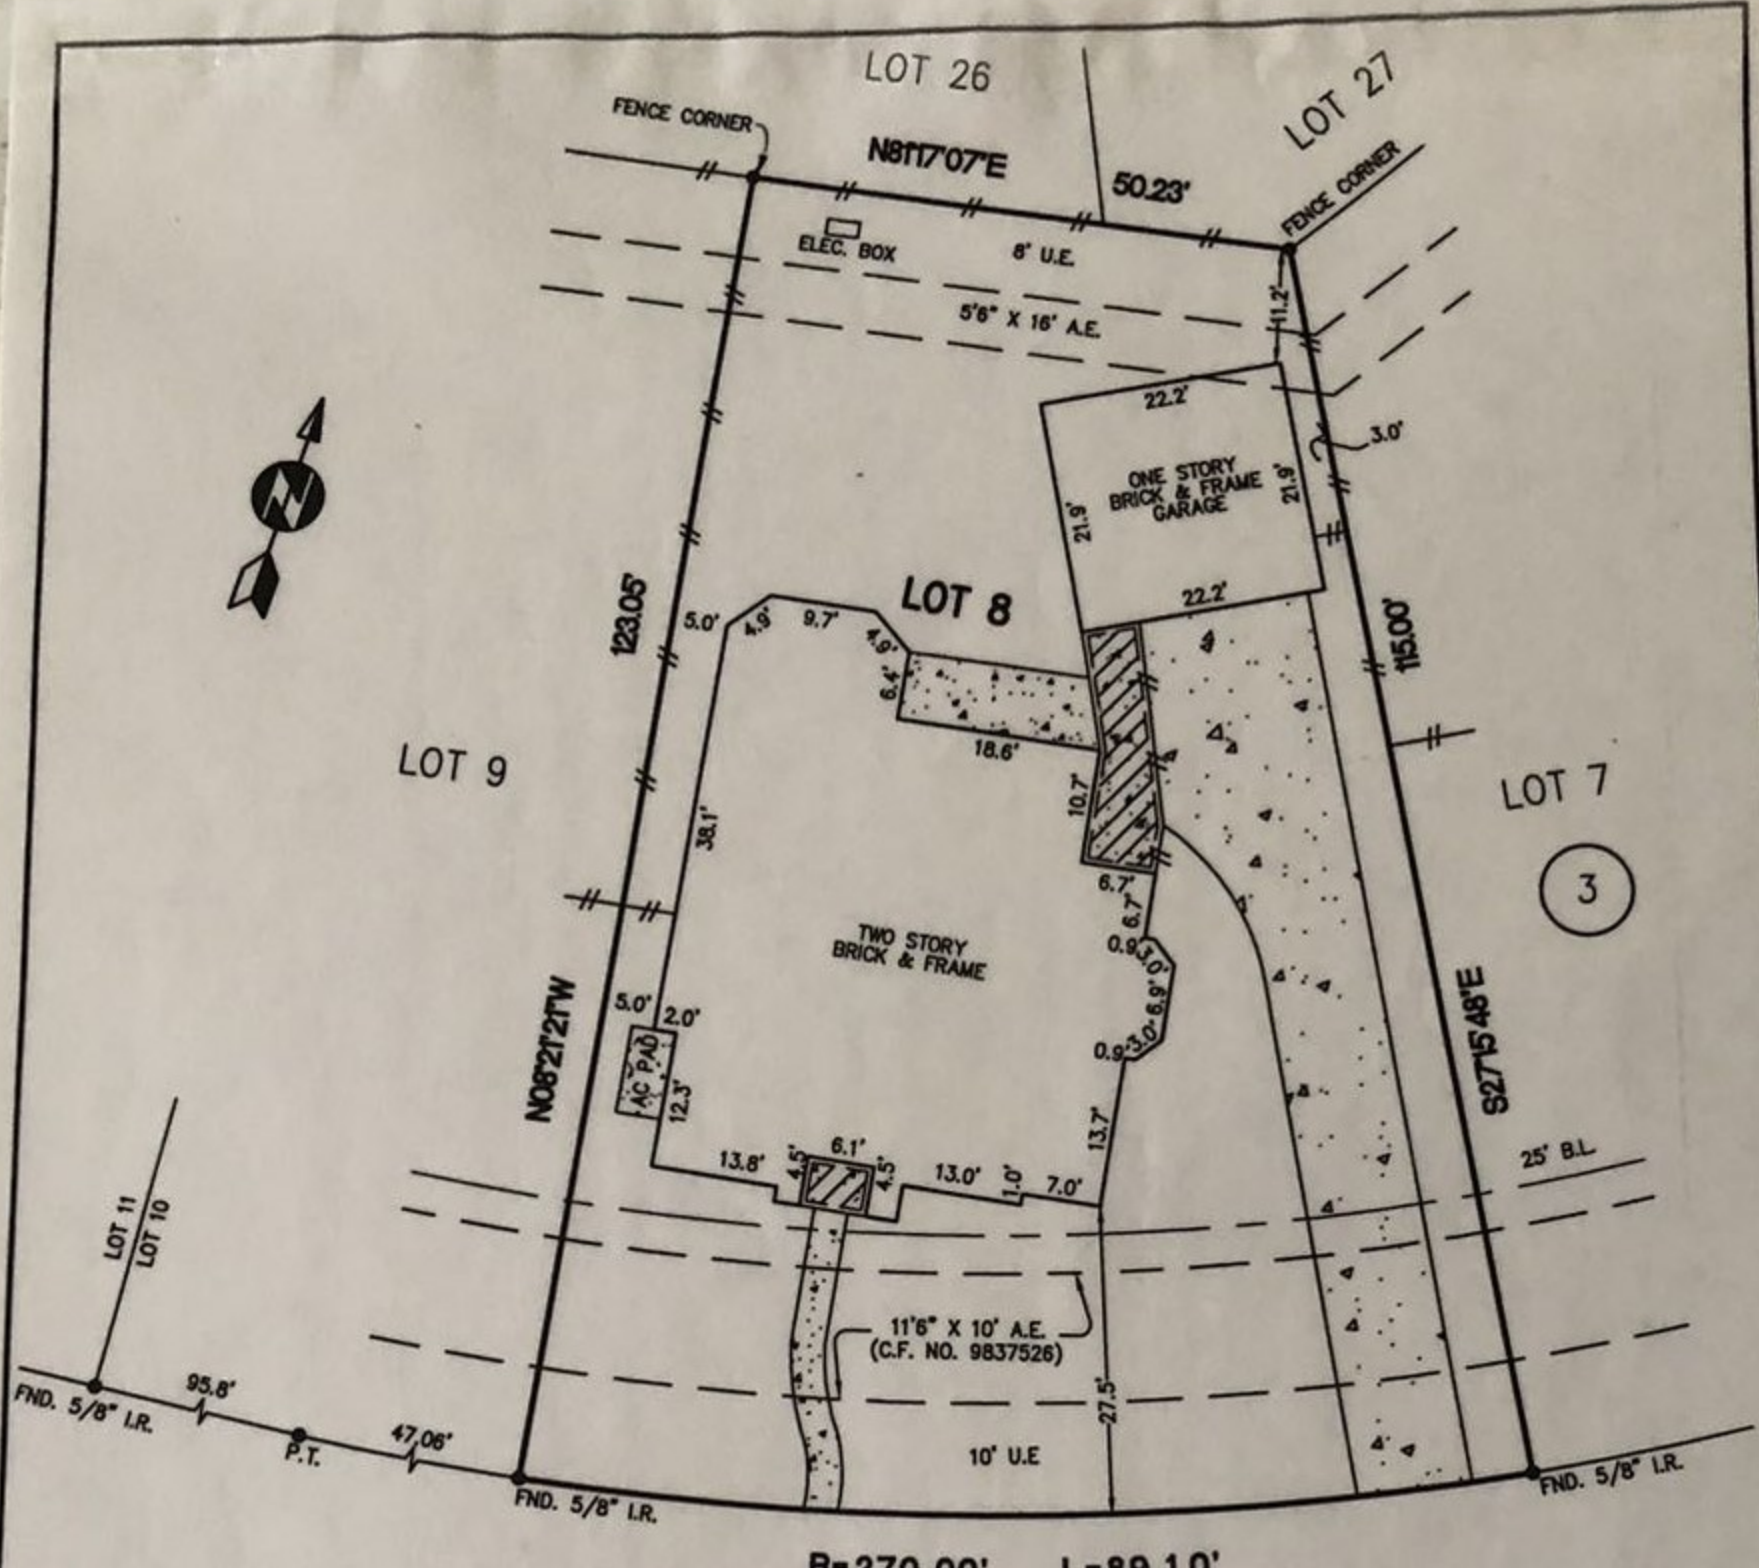 LOT 26
LOT 27
FENCE CORNER
N81°17'07"E
50.23'
FENCE CORNER
ELEC. BOX
8' U.E.
11.2'
5'6" X 16' A.E.
22.2'
3.0'
ONE STORY
BRICK & FRAME
GARAGE
21.9'
21.9'
22.2'
LOT 8
123.05'
115.00'
5.0'
4.9'
9.7'
4.9'
6.4'
18.6'
LOT 9
LOT 7
3
38.1'
10.7'
6.7'
6.7'
TWO STORY
BRICK & FRAME
0.9'
3.0'
6.9'
3.0'
0.9'
5.0'
2.0'
AC PAD
12.3'
N08°21'21"W
S27°15'48"E
13.7'
13.8'
4.5'
6.1'
4.5'
13.0'
1.0'
7.0'
25' B.L.
LOT 11
LOT 10
11'6" X 10' A.E.
(C.F. NO. 9837526)
27.5'
95.8'
FND. 5/8" I.R.
P.T.
47.06'
10' U.E
FND. 5/8" I.R.
FND. 5/8" I.R.
R=270.00' L=89.10'